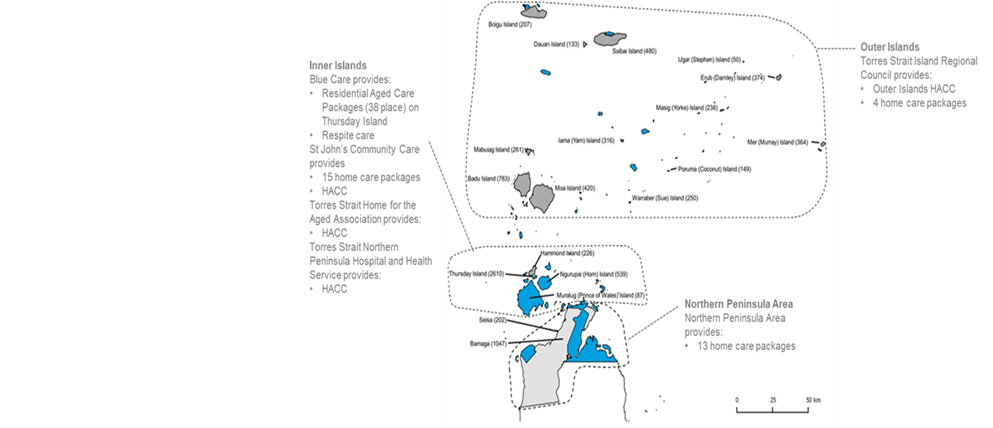 Inner Islands
Blue Care provides:
• Residential Aged Care
Packages (38 place) on
Thursday Island
• Respite care
St John's Community Care
provides
• 15 home care packages
• HACC
Torres Strait Home for the
Aged Association provides:
• HACC
Torres Strait Northern
Peninsula Hospital and Health
Service provides:
• HACC
Boigu Island (207)
Dauan Island (133)
Saibai Island (480)
Ugar (Stephen) Island (50)
Erub (Darnley) Island (374)
Masig (Yorke) Island (238)
Iama (Yam) Island (316)
Mer (Murray) Island (364)
Mabuiag Island (261)
Poruma (Coconut) Island (149)
Badu Island (783)
Moa Island (420)
Warraber (Sue) Island (250)
Outer Islands
Torres Strait Island Regional
Council provides:
• Outer Islands HACC
• 4 home care packages
Hammond Island (226)
Thursday Island (2610)
Ngurupai (Horn) Island (539)
Muralug (Prince of Wales) Island (87)
Seisa (202)
Bamaga (1047)
Northern Peninsula Area
Northern Peninsula Area
provides:
• 13 home care packages
0 25 50 km